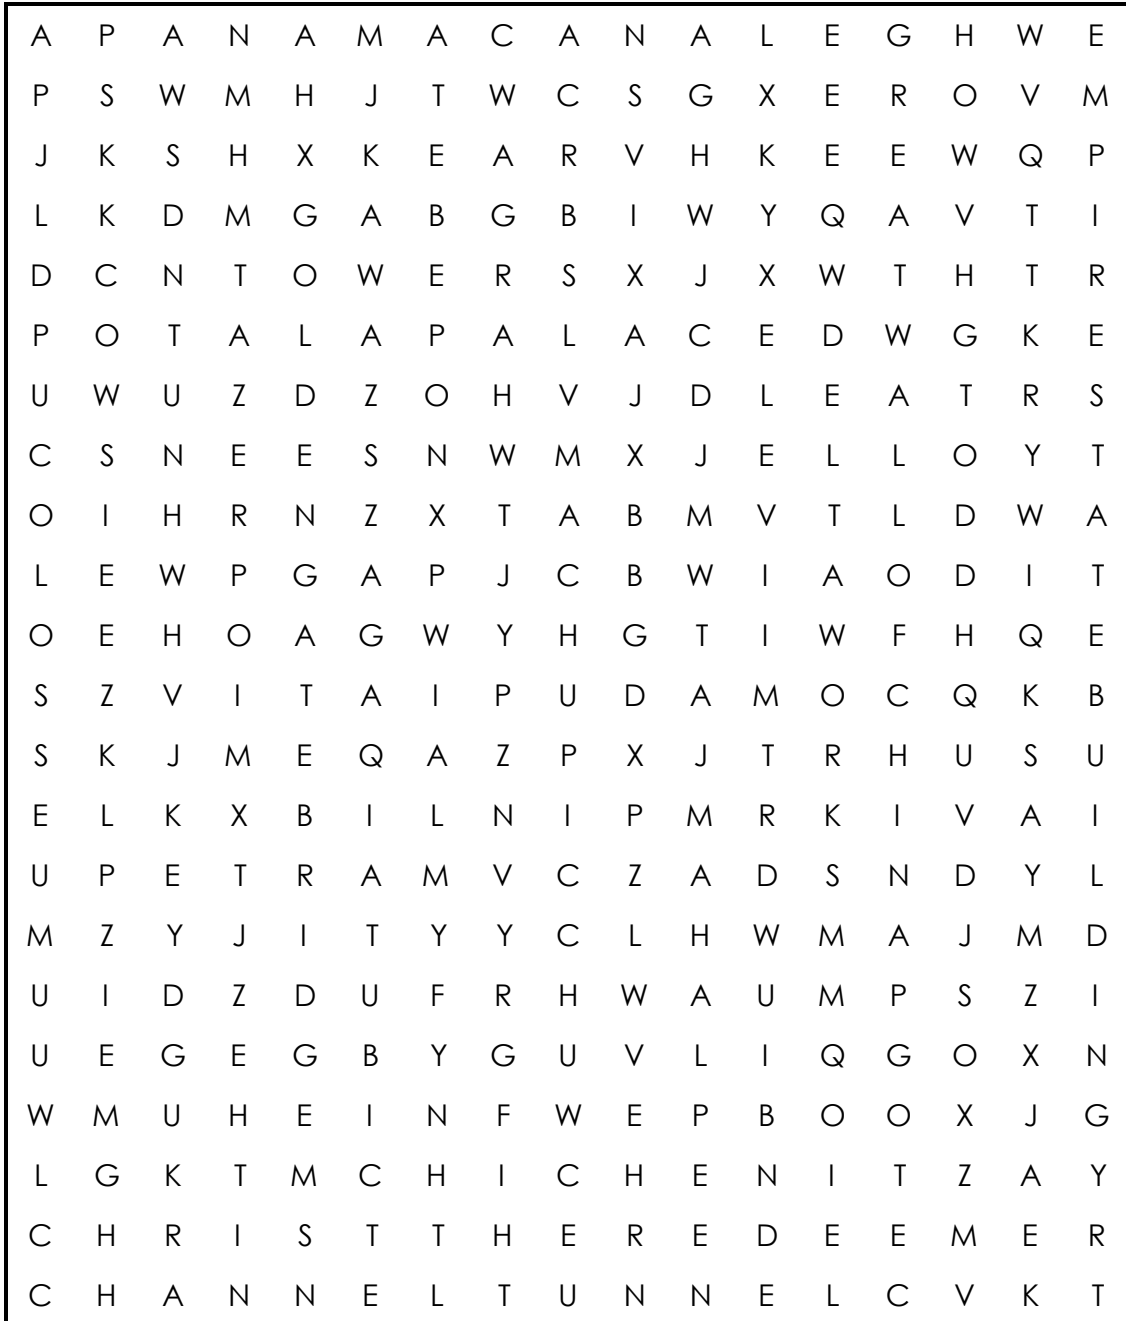 A P A N A M A C A N A L E G H W E
P S W M H J T W C S G X E R O V M
J K S H X K E A R V H K E E W Q P
L K D M G A B G B I W Y Q A V T I
D C N T O W E R S X J X W T H T R
P O T A L A P A L A C E D W G K E
U W U Z D Z O H V J D L E A T R S
C S N E E S N W M X J E L L O Y T
O I H R N Z X T A B M V T L D W A
L E W P G A P J C B W I A O D I T
O E H O A G W Y H G T I W F H Q E
S Z V I T A I P U D A M O C Q K B
S K J M E Q A Z P X J T R H U S U
E L K X B I L N I P M R K I V A I
U P E T R A M V C Z A D S N D Y L
M Z Y J I T Y Y C L H W M A J M D
U I D Z D U F R H W A U M P S Z I
U E G E G B Y G U V L I Q G O X N
W M U H E I N F W E P B O O X J G
L G K T M C H I C H E N I T Z A Y
C H R I S T T H E R E D E E M E R
C H A N N E L T U N N E L C V K T